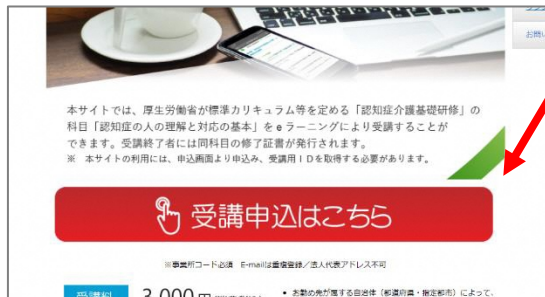 お問い
本サイトでは、厚生労働省が標準カリキュラム等を定める「認知症介護基礎研修」の
科目「認知症の人の理解と対応の基本」をｅラーニングにより受講することが
できます。受講終了者には同科目の修了証書が発行されます。
※　本サイトの利用には、申込画面より申込み、受講用ＩＤを取得する必要があります。
受講申込はこちら
※事業所コード必須　E-mailは重複登録／法人代表アドレス不可
受講料
3,000円
• お勤め先が属する自治体（都道府県・指定都市）によって、